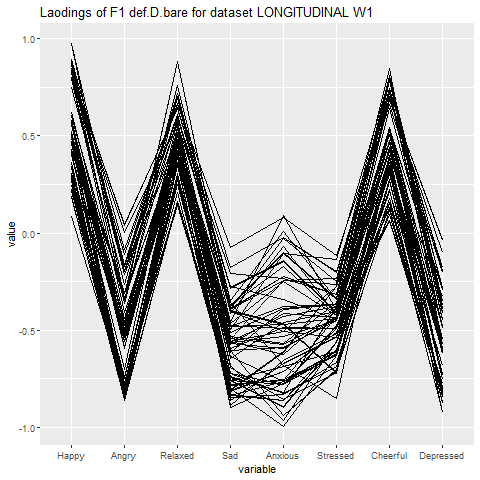 Laodings of F1 def.D.bare for dataset LONGITUDINAL W1
1.0
0.5
0.0
-0.5
-1.0
value
Happy Angry Relaxed Sad Anxious Stressed Cheerful Depressed
variable